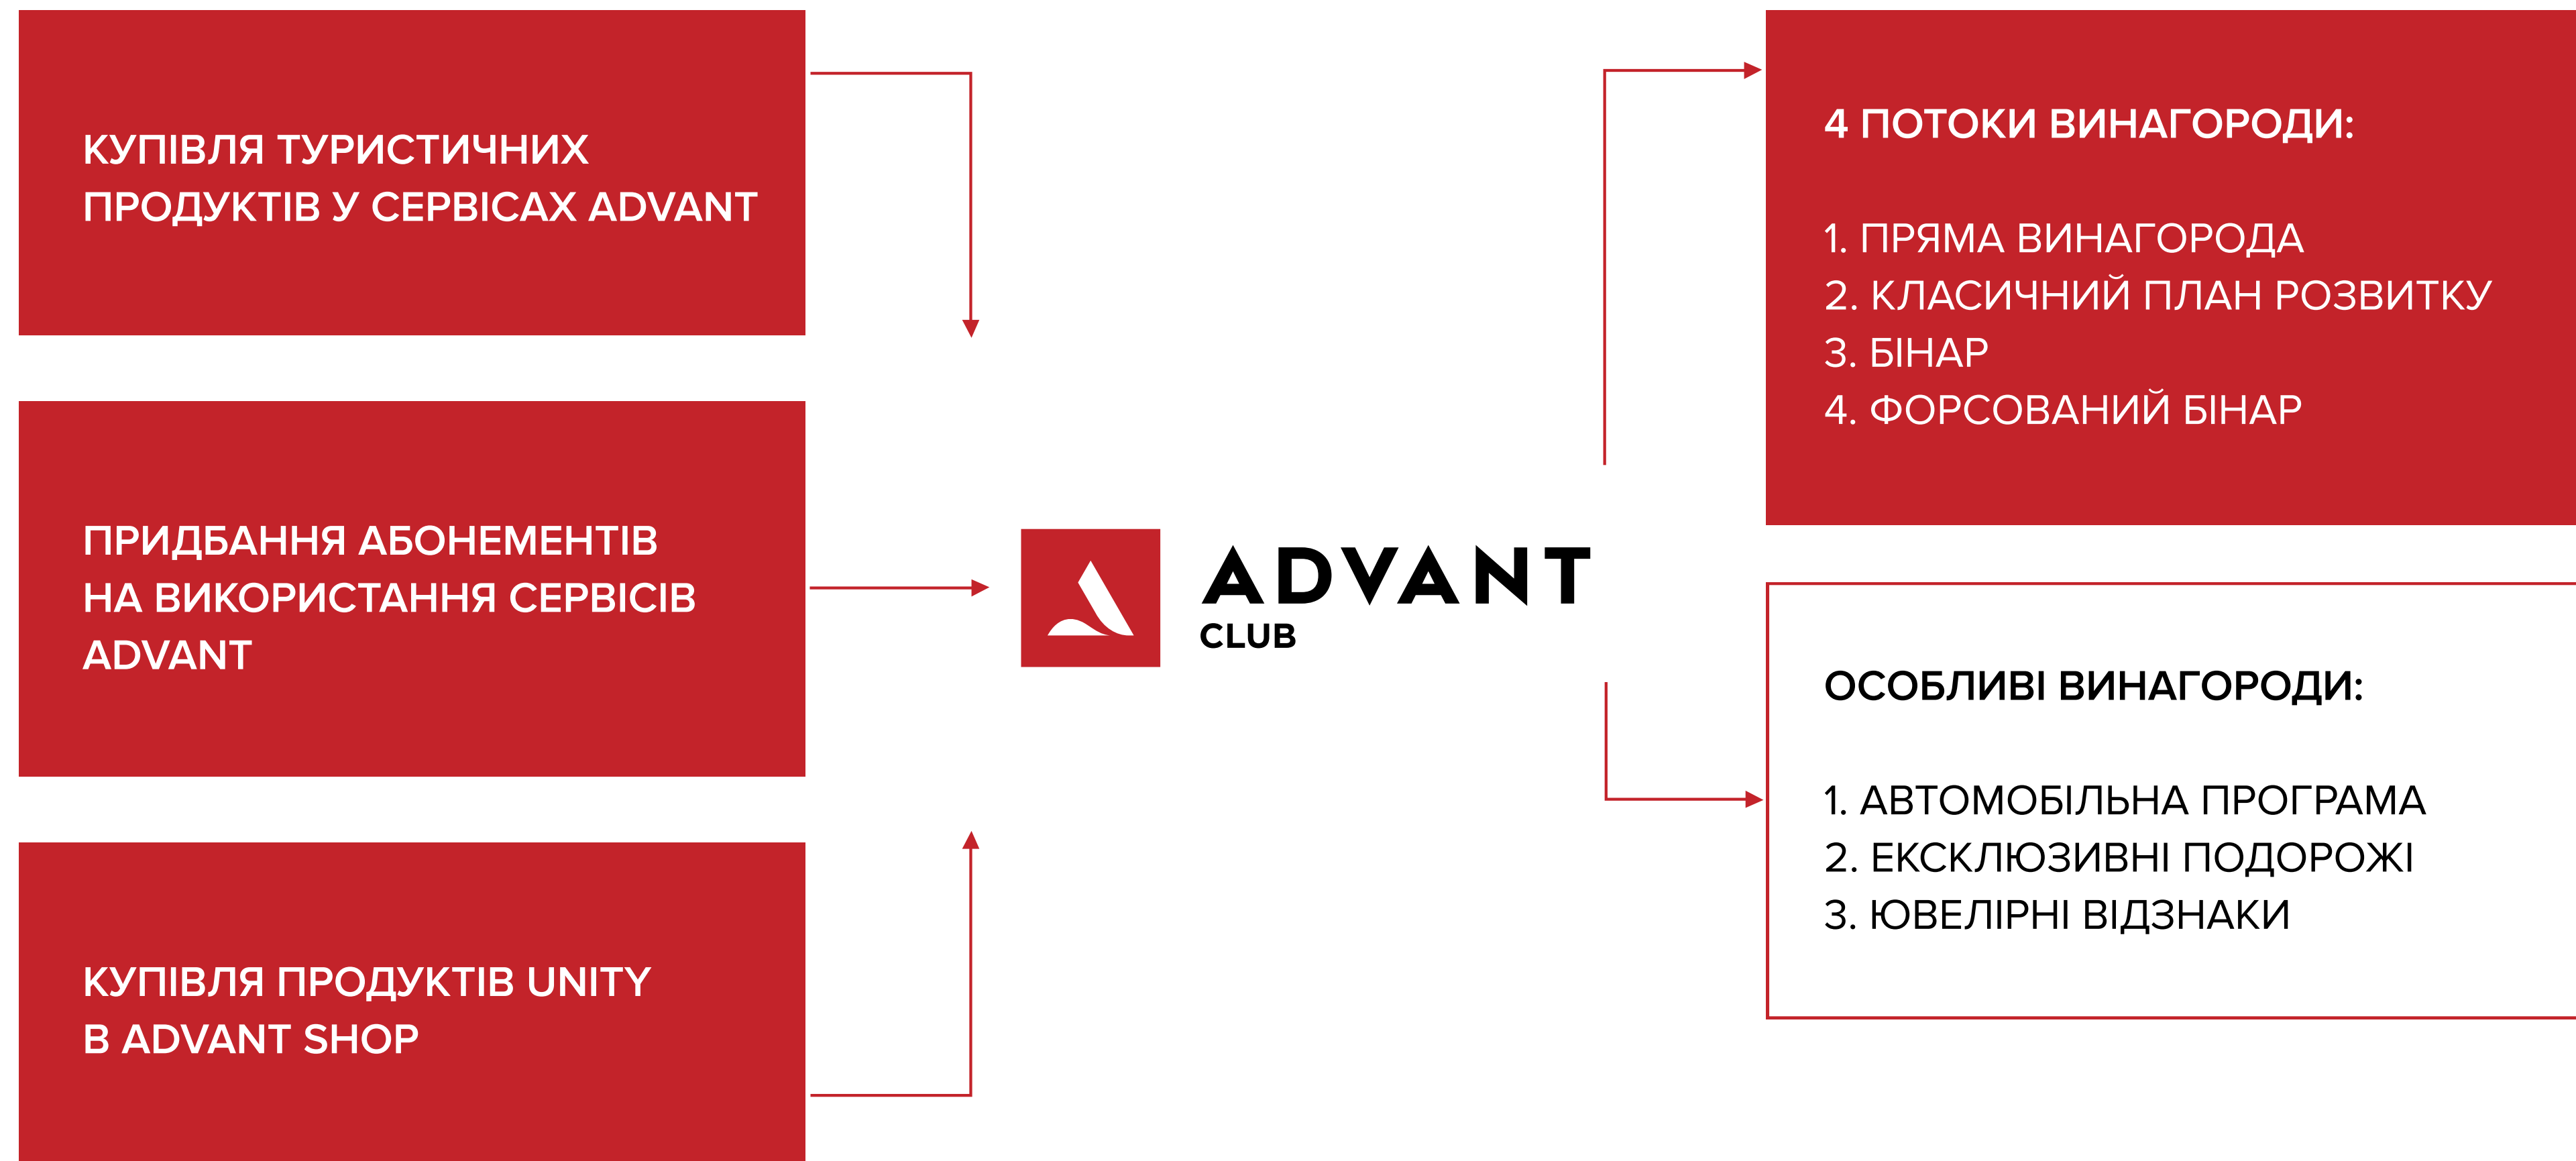 КУПІВЛЯ ТУРИСТИЧНИХ
ПРОДУКТІВ У СЕРВІСАХ ADVANT
ПРИДБАННЯ АБОНЕМЕНТІВ
НА ВИКОРИСТАННЯ СЕРВІСІВ
ADVANT
КУПІВЛЯ ПРОДУКТІВ UNITY
В ADVANT SHOP
ADVANT
CLUB
4 ПОТОКИ ВИНАГОРОДИ:
1. ПРЯМА ВИНАГОРОДА
2. КЛАСИЧНИЙ ПЛАН РОЗВИТКУ
3. БІНАР
4. ФОРСОВАНИЙ БІНАР
ОСОБЛИВІ ВИНАГОРОДИ:
1. АВТОМОБІЛЬНА ПРОГРАМА
2. ЕКСКЛЮЗИВНІ ПОДОРОЖІ
3. ЮВЕЛІРНІ ВІДЗНАКИ